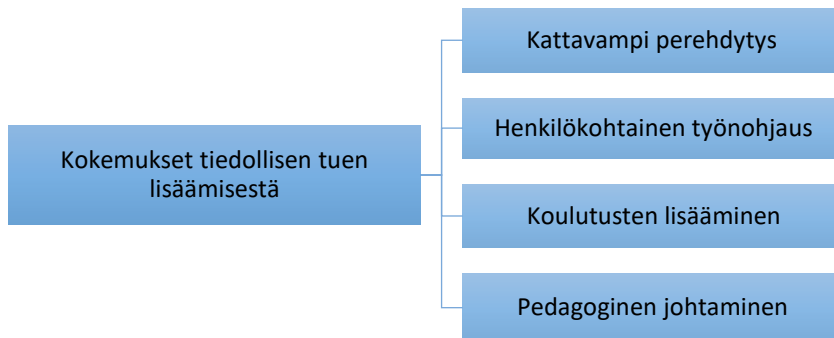 Kokemukset tiedollisen tuen
lisäämisestä
Kattavampi perehdytys
Henkilökohtainen työnohjaus
Koulutusten lisääminen
Pedagoginen johtaminen